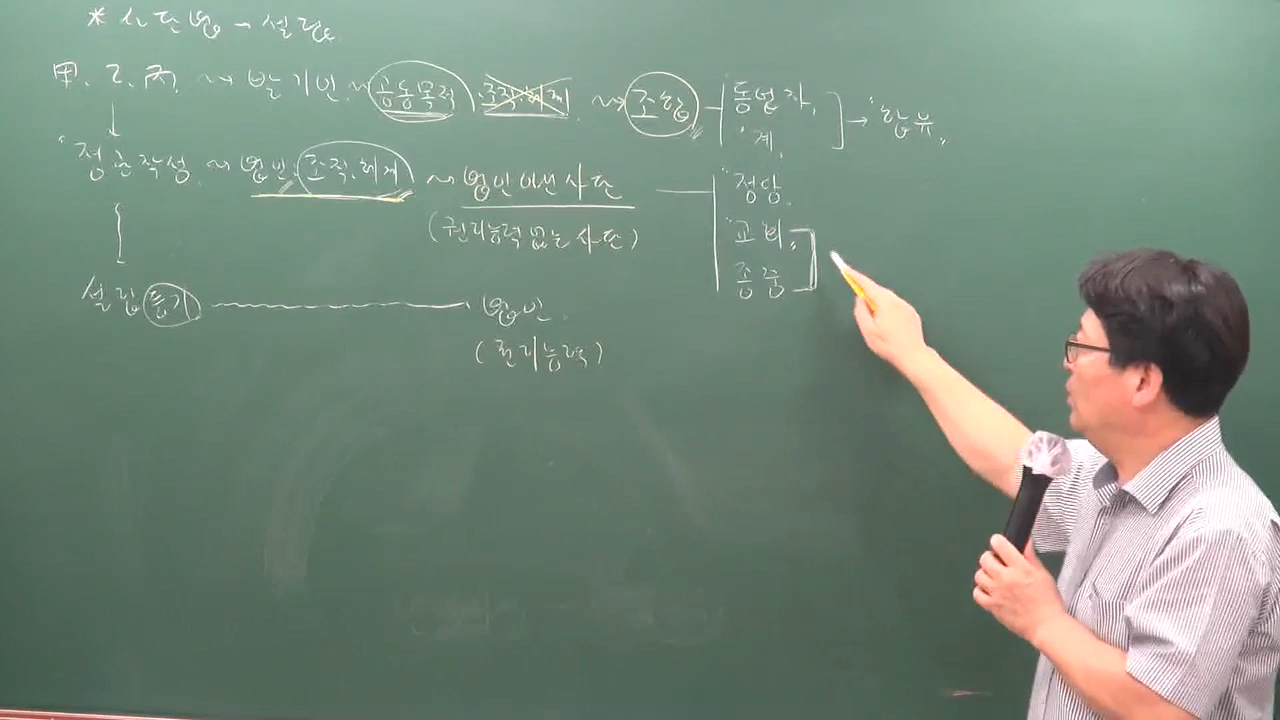 * 사단법 → 설립.
甲. 乙. 丙. ~→ 발기인 ~ 공동목적. 조직체계. ~→ 조합 동업자, 계. → "합유"
"정관작성. ~→ 법인. 조직.체계 ~ 법인아닌 사단 "정당.
(권리능력 없는 사단) "교회,
종중
설립등기 법인.
(권리능력)